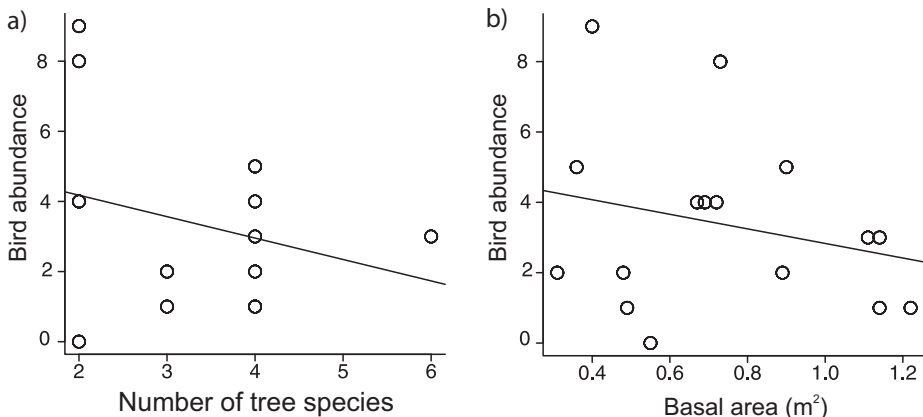 a)
Bird abundance
8
6
4
2
0
2 3 4 5 6
Number of tree species
b)
Bird abundance
8
6
4
2
0
0.4 0.6 0.8 1.0 1.2
Basal area (m²)